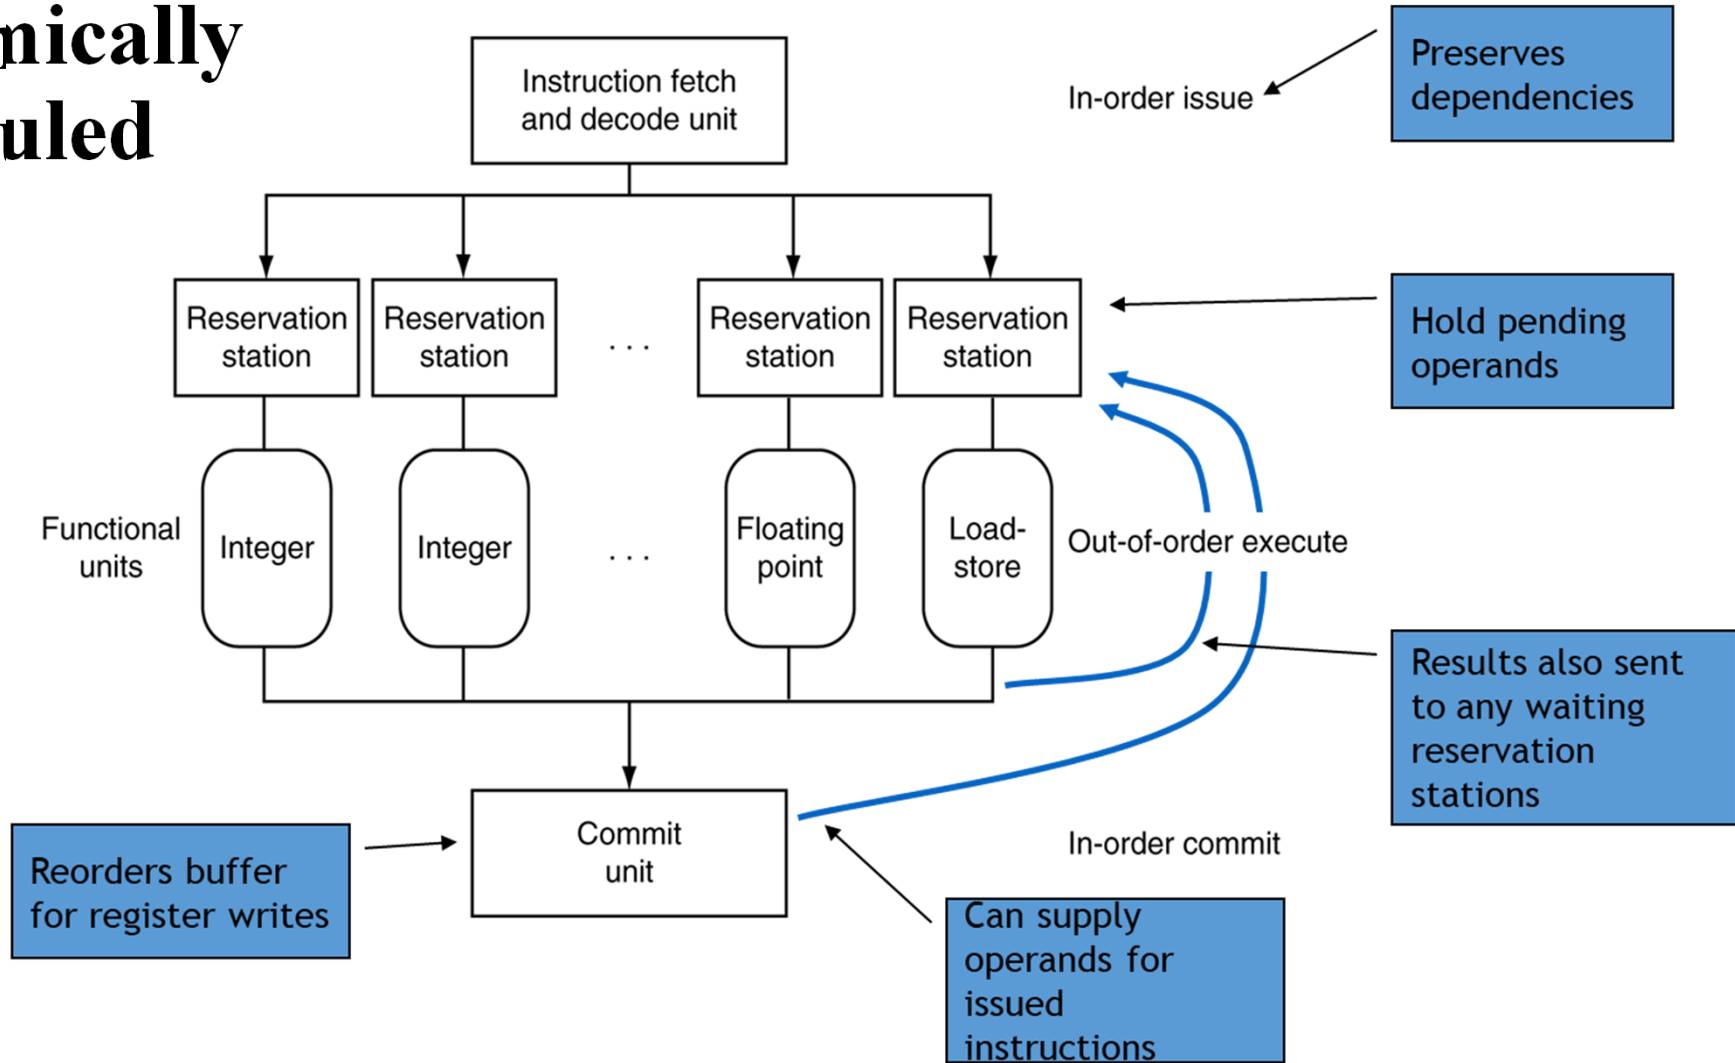 mically
uled
Instruction fetch
and decode unit
In-order issue
Preserves
dependencies
Reservation
station
Reservation
station
. . .
Reservation
station
Reservation
station
Hold pending
operands
Functional
units
Integer
Integer
. . .
Floating
point
Load-
store
Out-of-order execute
Results also sent
to any waiting
reservation
stations
Commit
unit
In-order commit
Reorders buffer
for register writes
Can supply
operands for
issued
instructions